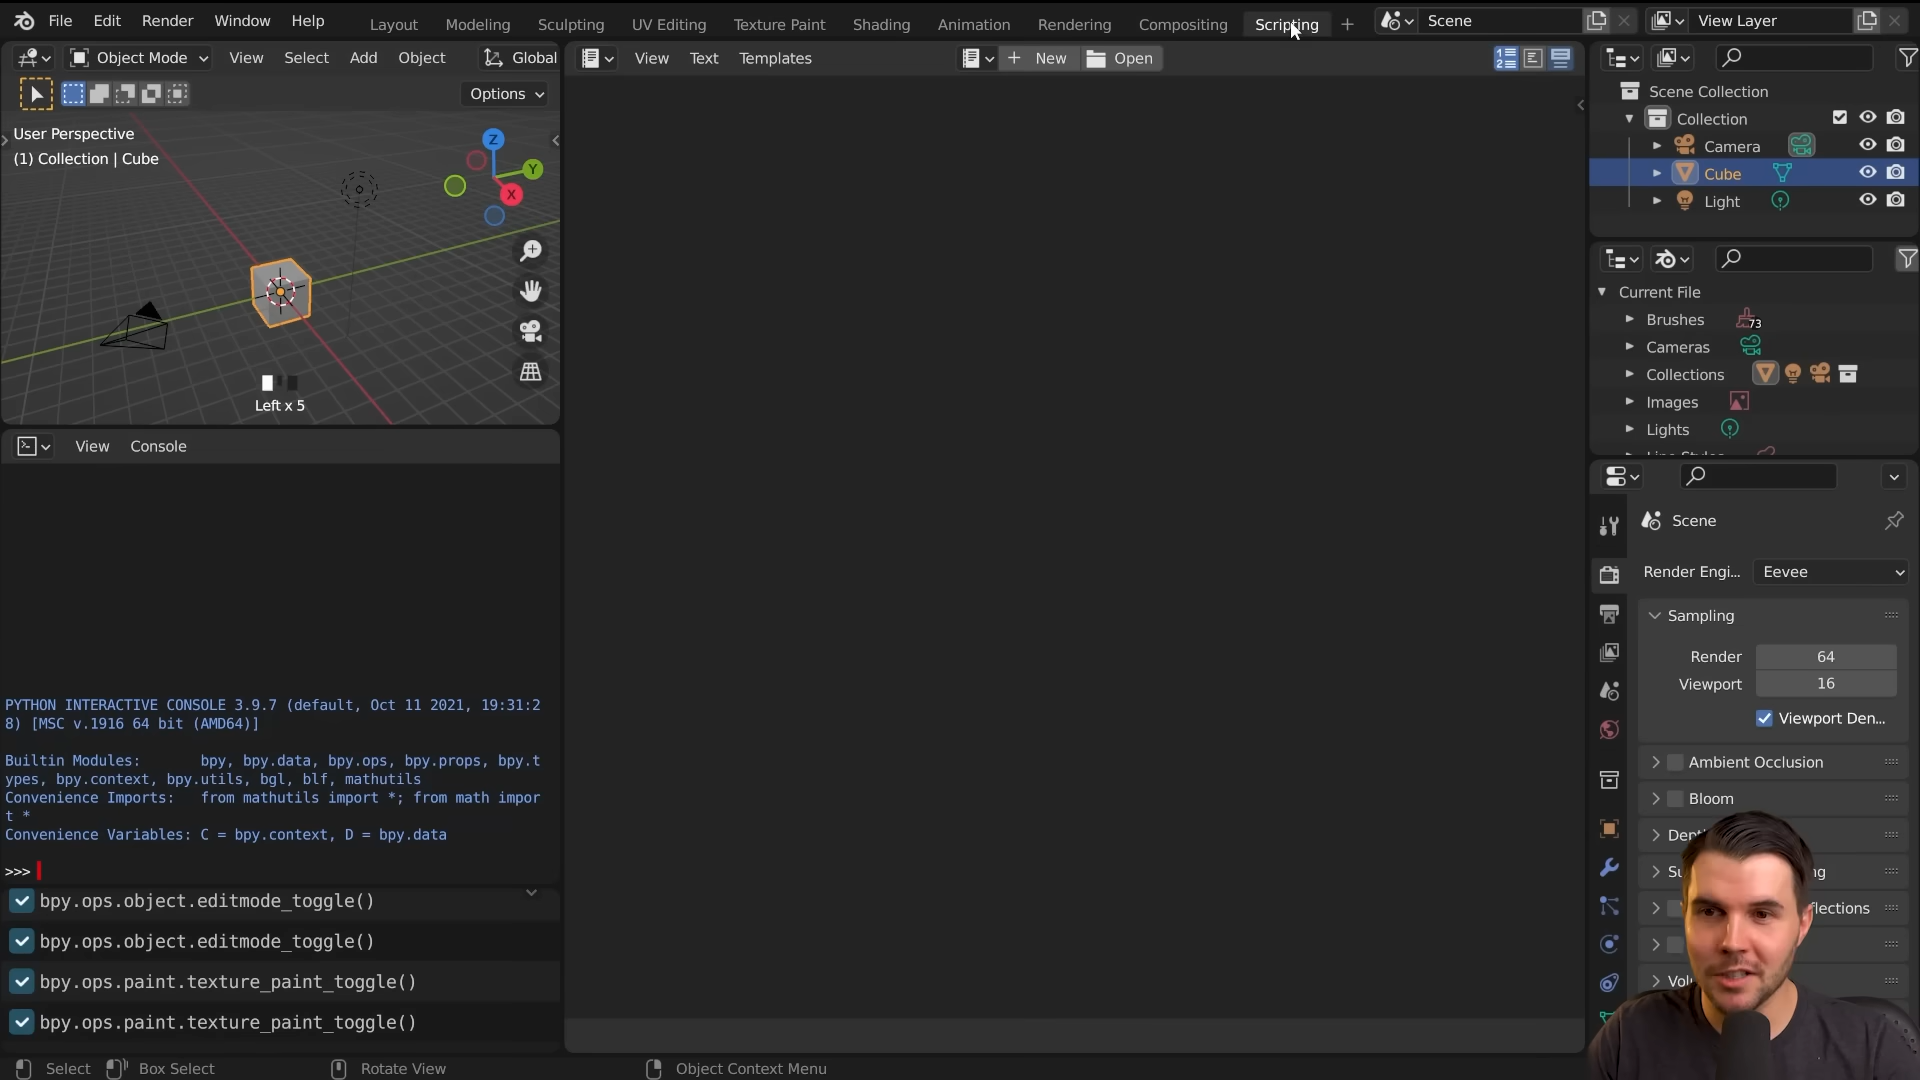 File Edit Render Window Help Layout Modeling Sculpting UV Editing Texture Paint Shading Animation Rendering Compositing Scripting + Scene View Layer
Object Mode View Select Add Object Global
Options
User Perspective
(1) Collection | Cube
Z
Y
X
Left x 5
View Console
PYTHON INTERACTIVE CONSOLE 3.9.7 (default, Oct 11 2021, 19:31:2
8) [MSC v.1916 64 bit (AMD64)]
Builtin Modules: bpy, bpy.data, bpy.ops, bpy.props, bpy.t
ypes, bpy.context, bpy.utils, bgl, blf, mathutils
Convenience Imports: from mathutils import *; from math impor
t *
Convenience Variables: C = bpy.context, D = bpy.data
>>>
bpy.ops.object.editmode_toggle()
bpy.ops.object.editmode_toggle()
bpy.ops.paint.texture_paint_toggle()
bpy.ops.paint.texture_paint_toggle()
View Text Templates + New Open
Scene Collection
Collection
Camera
Cube
Light
Current File
Brushes 73
Cameras
Collections
Images
Lights
Scene
Render Engi... Eevee
Sampling
Render 64
Viewport 16
Viewport Den...
Ambient Occlusion
Bloom
Select Box Select Rotate View Object Context Menu